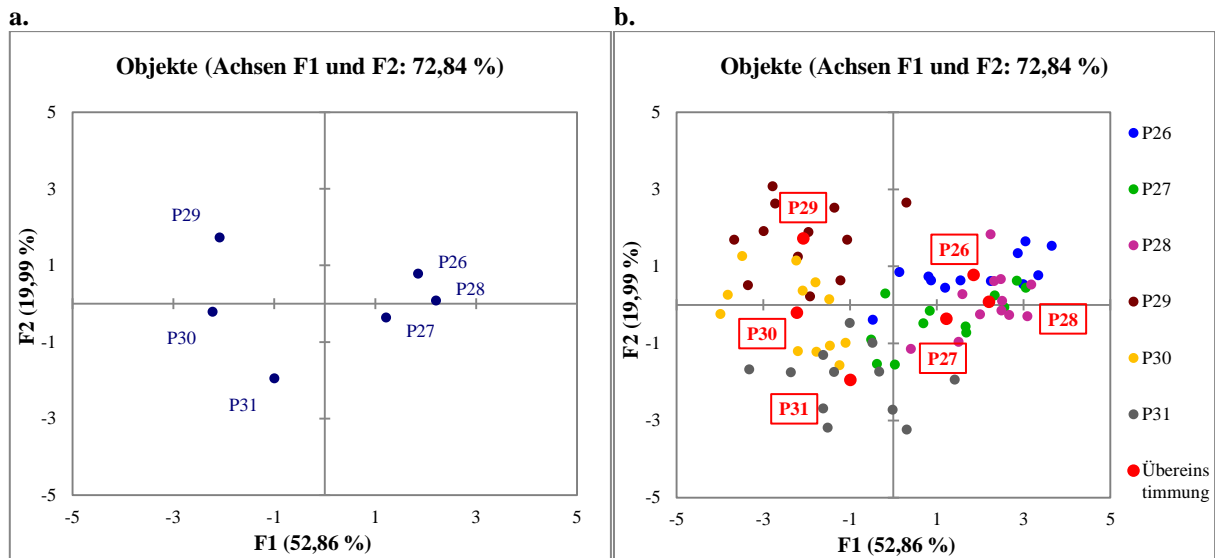 a.
Objekte (Achsen F1 und F2: 72,84 %)
5
3
1
-1
-3
-5
F2 (19,99 %)
P29
P26
P28
P30
P27
P31
-5
-3
-1
1
3
5
F1 (52,86 %)
b.
Objekte (Achsen F1 und F2: 72,84 %)
5
3
1
-1
-3
-5
F2 (19,99 %)
P29
P26
P30
P28
P27
P31
-5
-3
-1
1
3
5
F1 (52,86 %)
P26
P27
P28
P29
P30
P31
Übereins
timmung